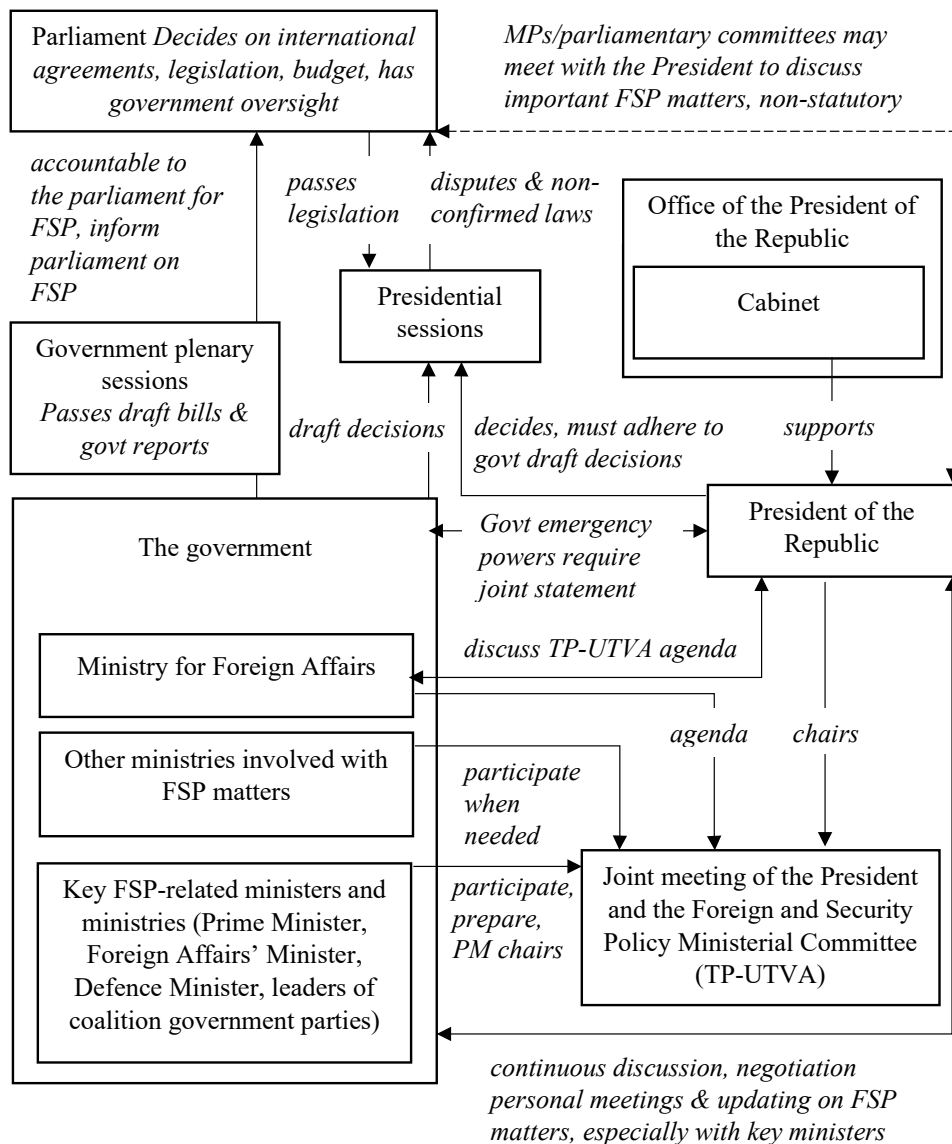 Parliament Decides on international
agreements, legislation, budget, has
government oversight
MPs/parliamentary committees may
meet with the President to discuss
important FSP matters, non-statutory
accountable to
the parliament for
FSP, inform
parliament on
FSP
passes
legislation
disputes & non-
confirmed laws
Office of the President of
the Republic
Cabinet
Presidential
sessions
Government plenary
sessions
Passes draft bills &
govt reports
draft decisions
decides, must adhere to
govt draft decisions
supports
The government
Govt emergency
powers require
joint statement
President of the
Republic
Ministry for Foreign Affairs
discuss TP-UTVA agenda
agenda
chairs
Other ministries involved with
FSP matters
participate
when
needed
Key FSP-related ministers and
ministries (Prime Minister,
Foreign Affairs’ Minister,
Defence Minister, leaders of
coalition government parties)
participate,
prepare,
PM chairs
Joint meeting of the President
and the Foreign and Security
Policy Ministerial Committee
(TP-UTVA)
continuous discussion, negotiation
personal meetings & updating on FSP
matters, especially with key ministers